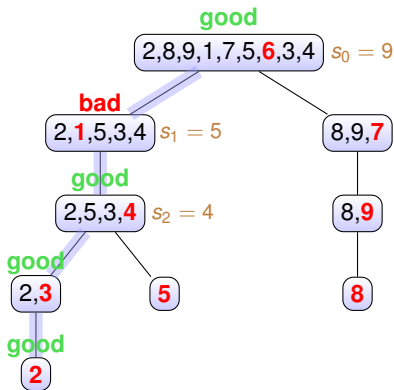 good
2,8,9,1,7,5,6,3,4 s₀ = 9
bad
2,1,5,3,4 s₁ = 5
8,9,7
good
2,5,3,4 s₂ = 4
8,9
good
2,3
5
8
good
2